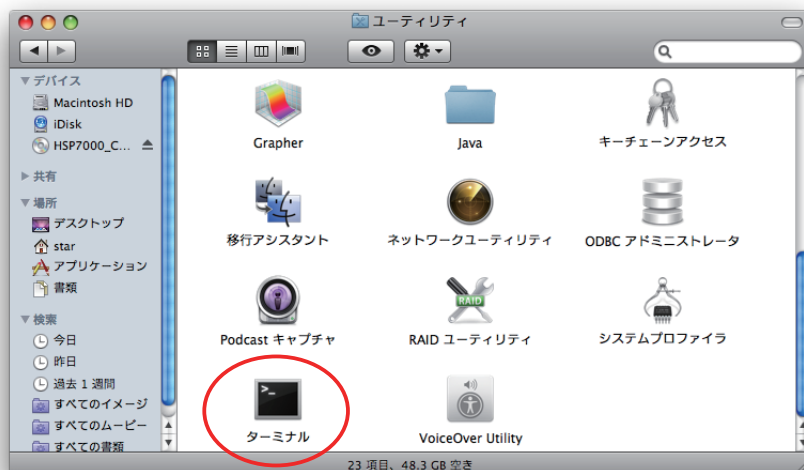 ユーティリティ
デバイス
Macintosh HD
iDisk
HSP7000_C...
共有
場所
デスクトップ
star
アプリケーション
書類
検索
今日
昨日
過去 1 週間
すべてのイメージ
すべてのムービー
すべての書類
Grapher
Java
キーチェーンアクセス
移行アシスタント
ネットワークユーティリティ
ODBC アドミニストレータ
Podcast キャプチャ
RAID
RAID ユーティリティ
システムプロファイラ
>_
ターミナル
VoiceOver Utility
23 項目、48.3 GB 空き